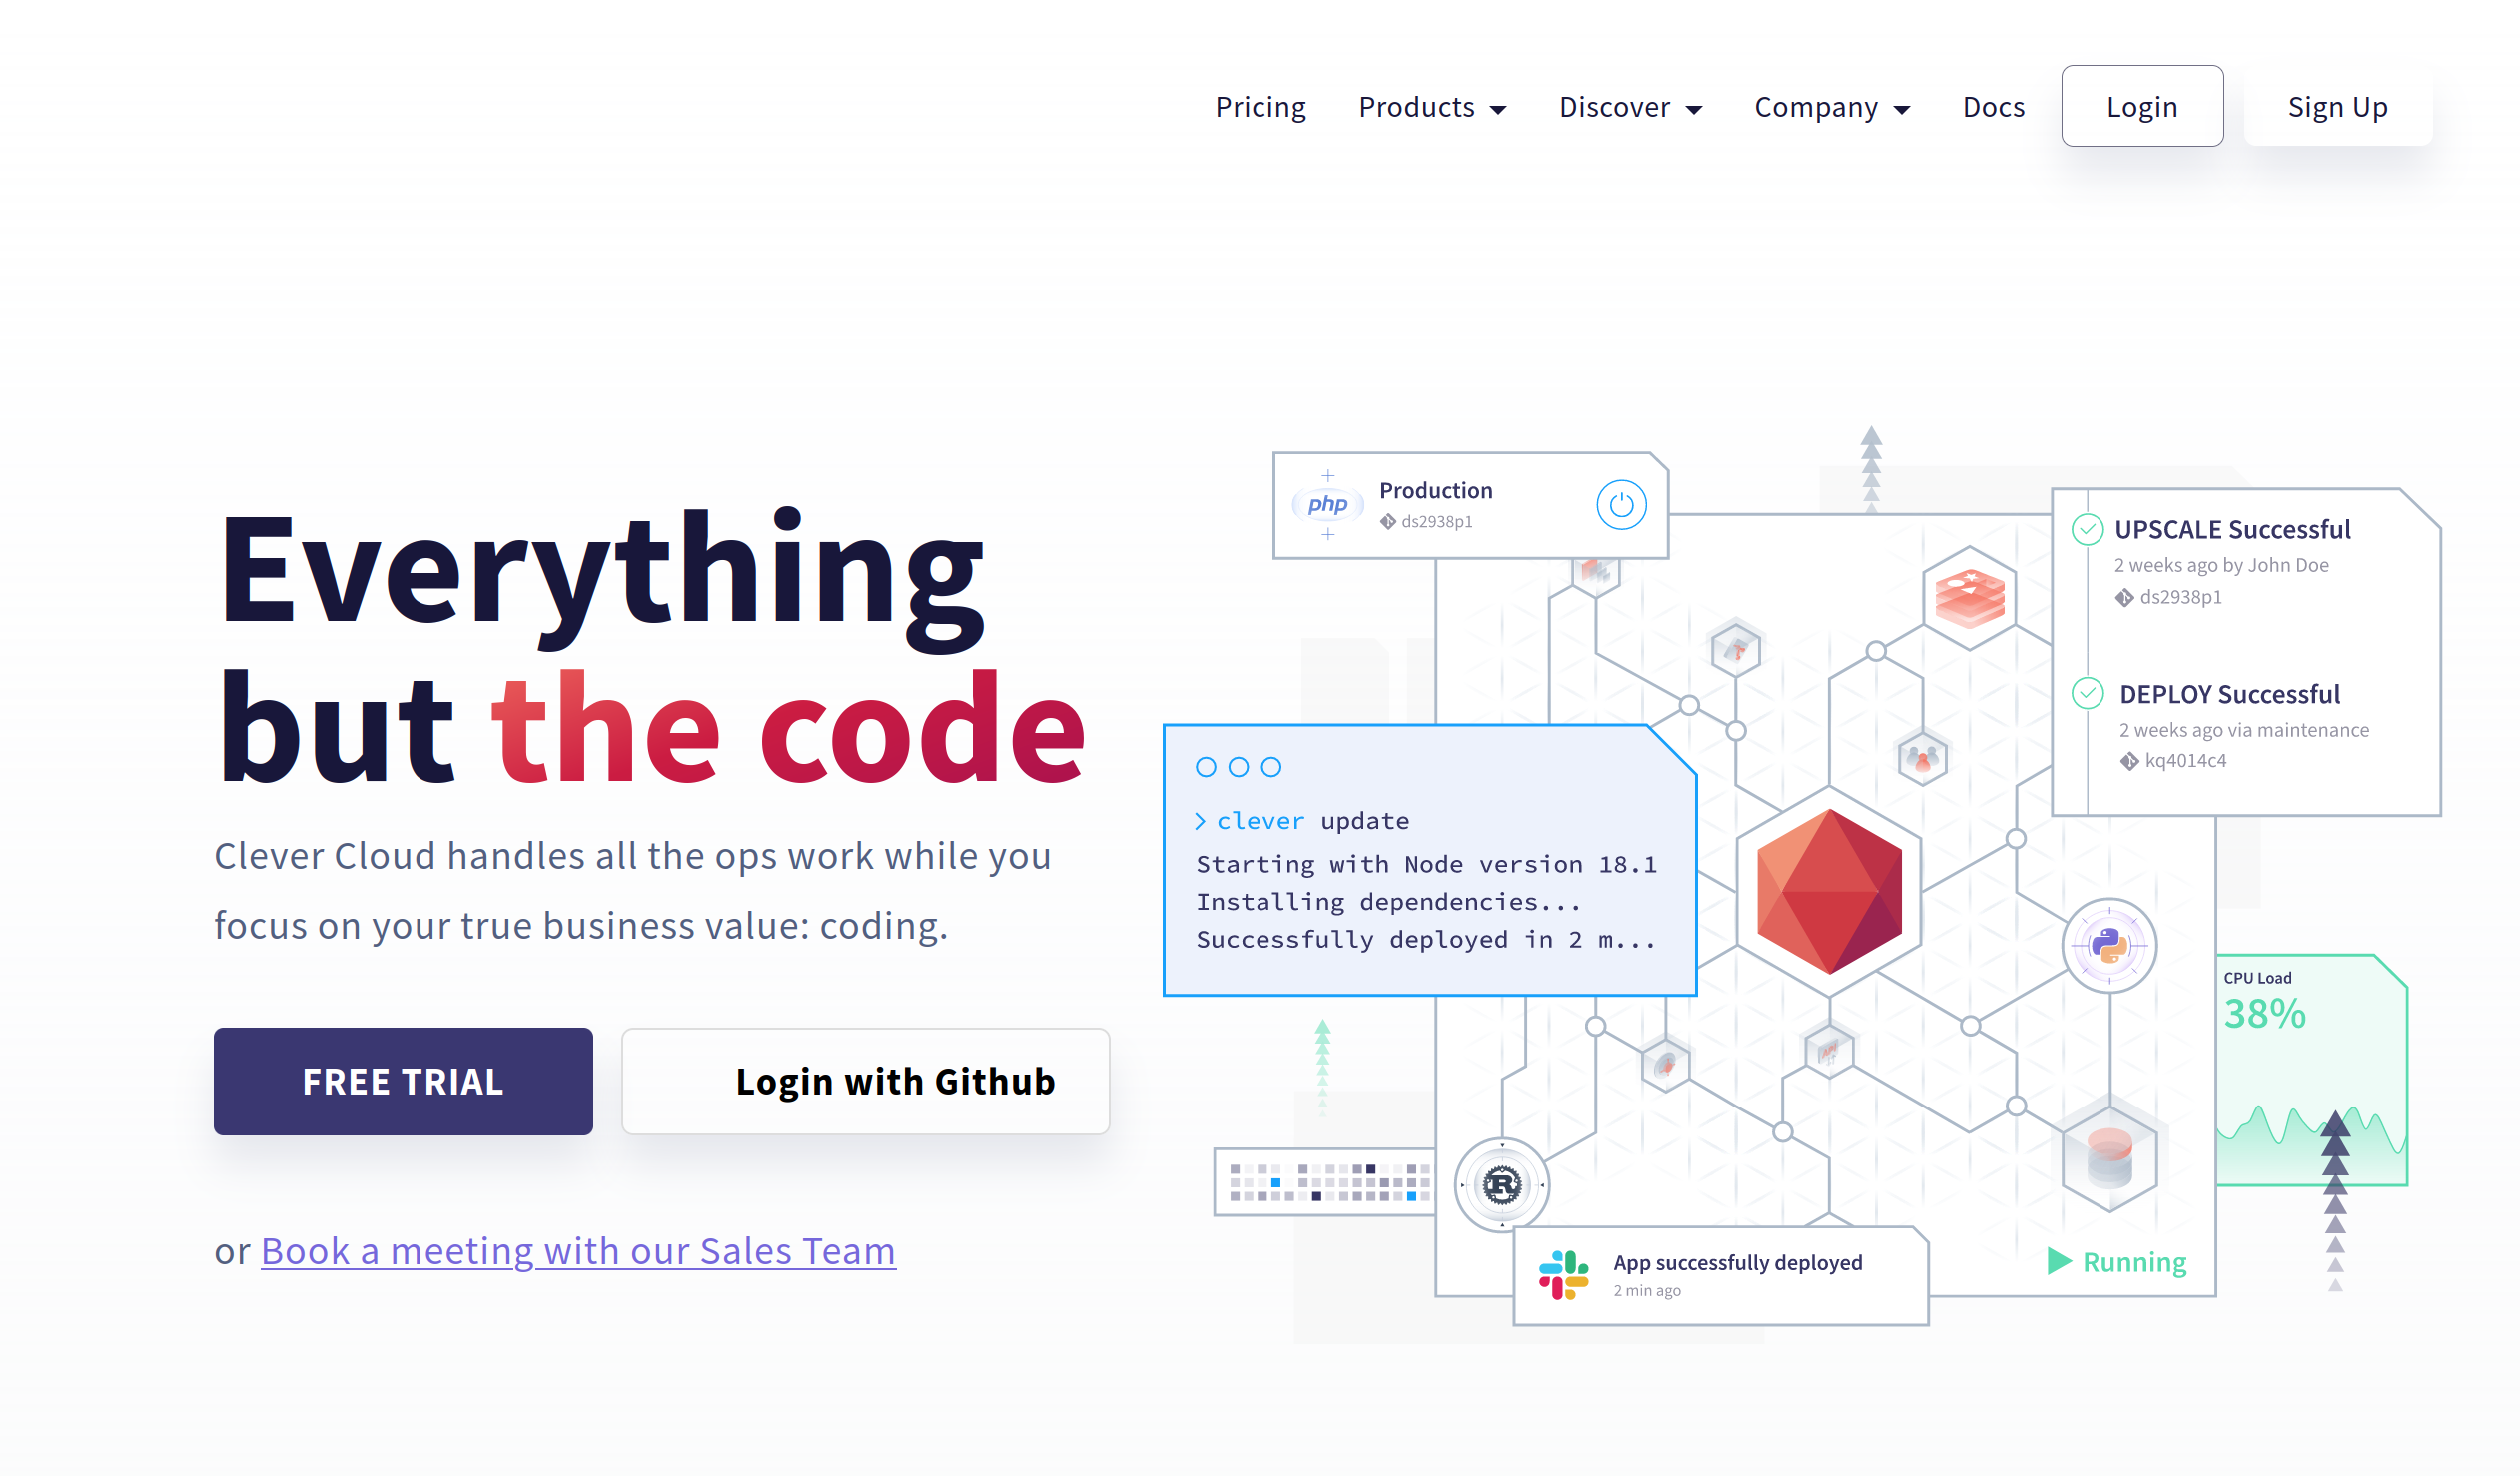 Pricing Products Discover Company Docs Login Sign Up
Everything
but the code
Clever Cloud handles all the ops work while you
focus on your true business value: coding.
FREE TRIAL
Login with Github
or Book a meeting with our Sales Team
php
Production
ds2938p1
UPSCALE Successful
2 weeks ago by John Doe
ds2938p1
DEPLOY Successful
2 weeks ago via maintenance
kq4014c4
> clever update
Starting with Node version 18.1
Installing dependencies...
Successfully deployed in 2 m...
CPU Load
38%
API
R
App successfully deployed
2 min ago
Running